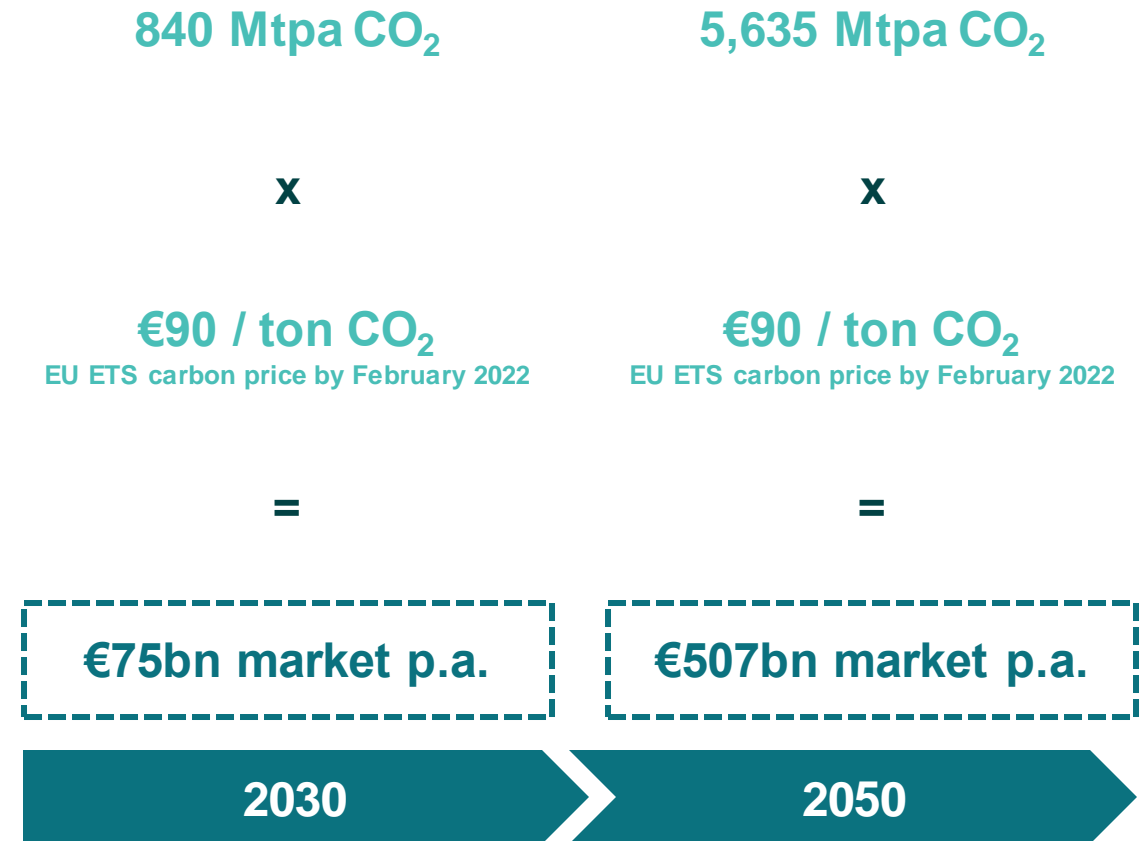 840 Mtpa CO₂
5,635 Mtpa CO₂
x
x
€90 / ton CO₂
EU ETS carbon price by February 2022
€90 / ton CO₂
EU ETS carbon price by February 2022
=
=
€75bn market p.a.
€507bn market p.a.
2030
2050